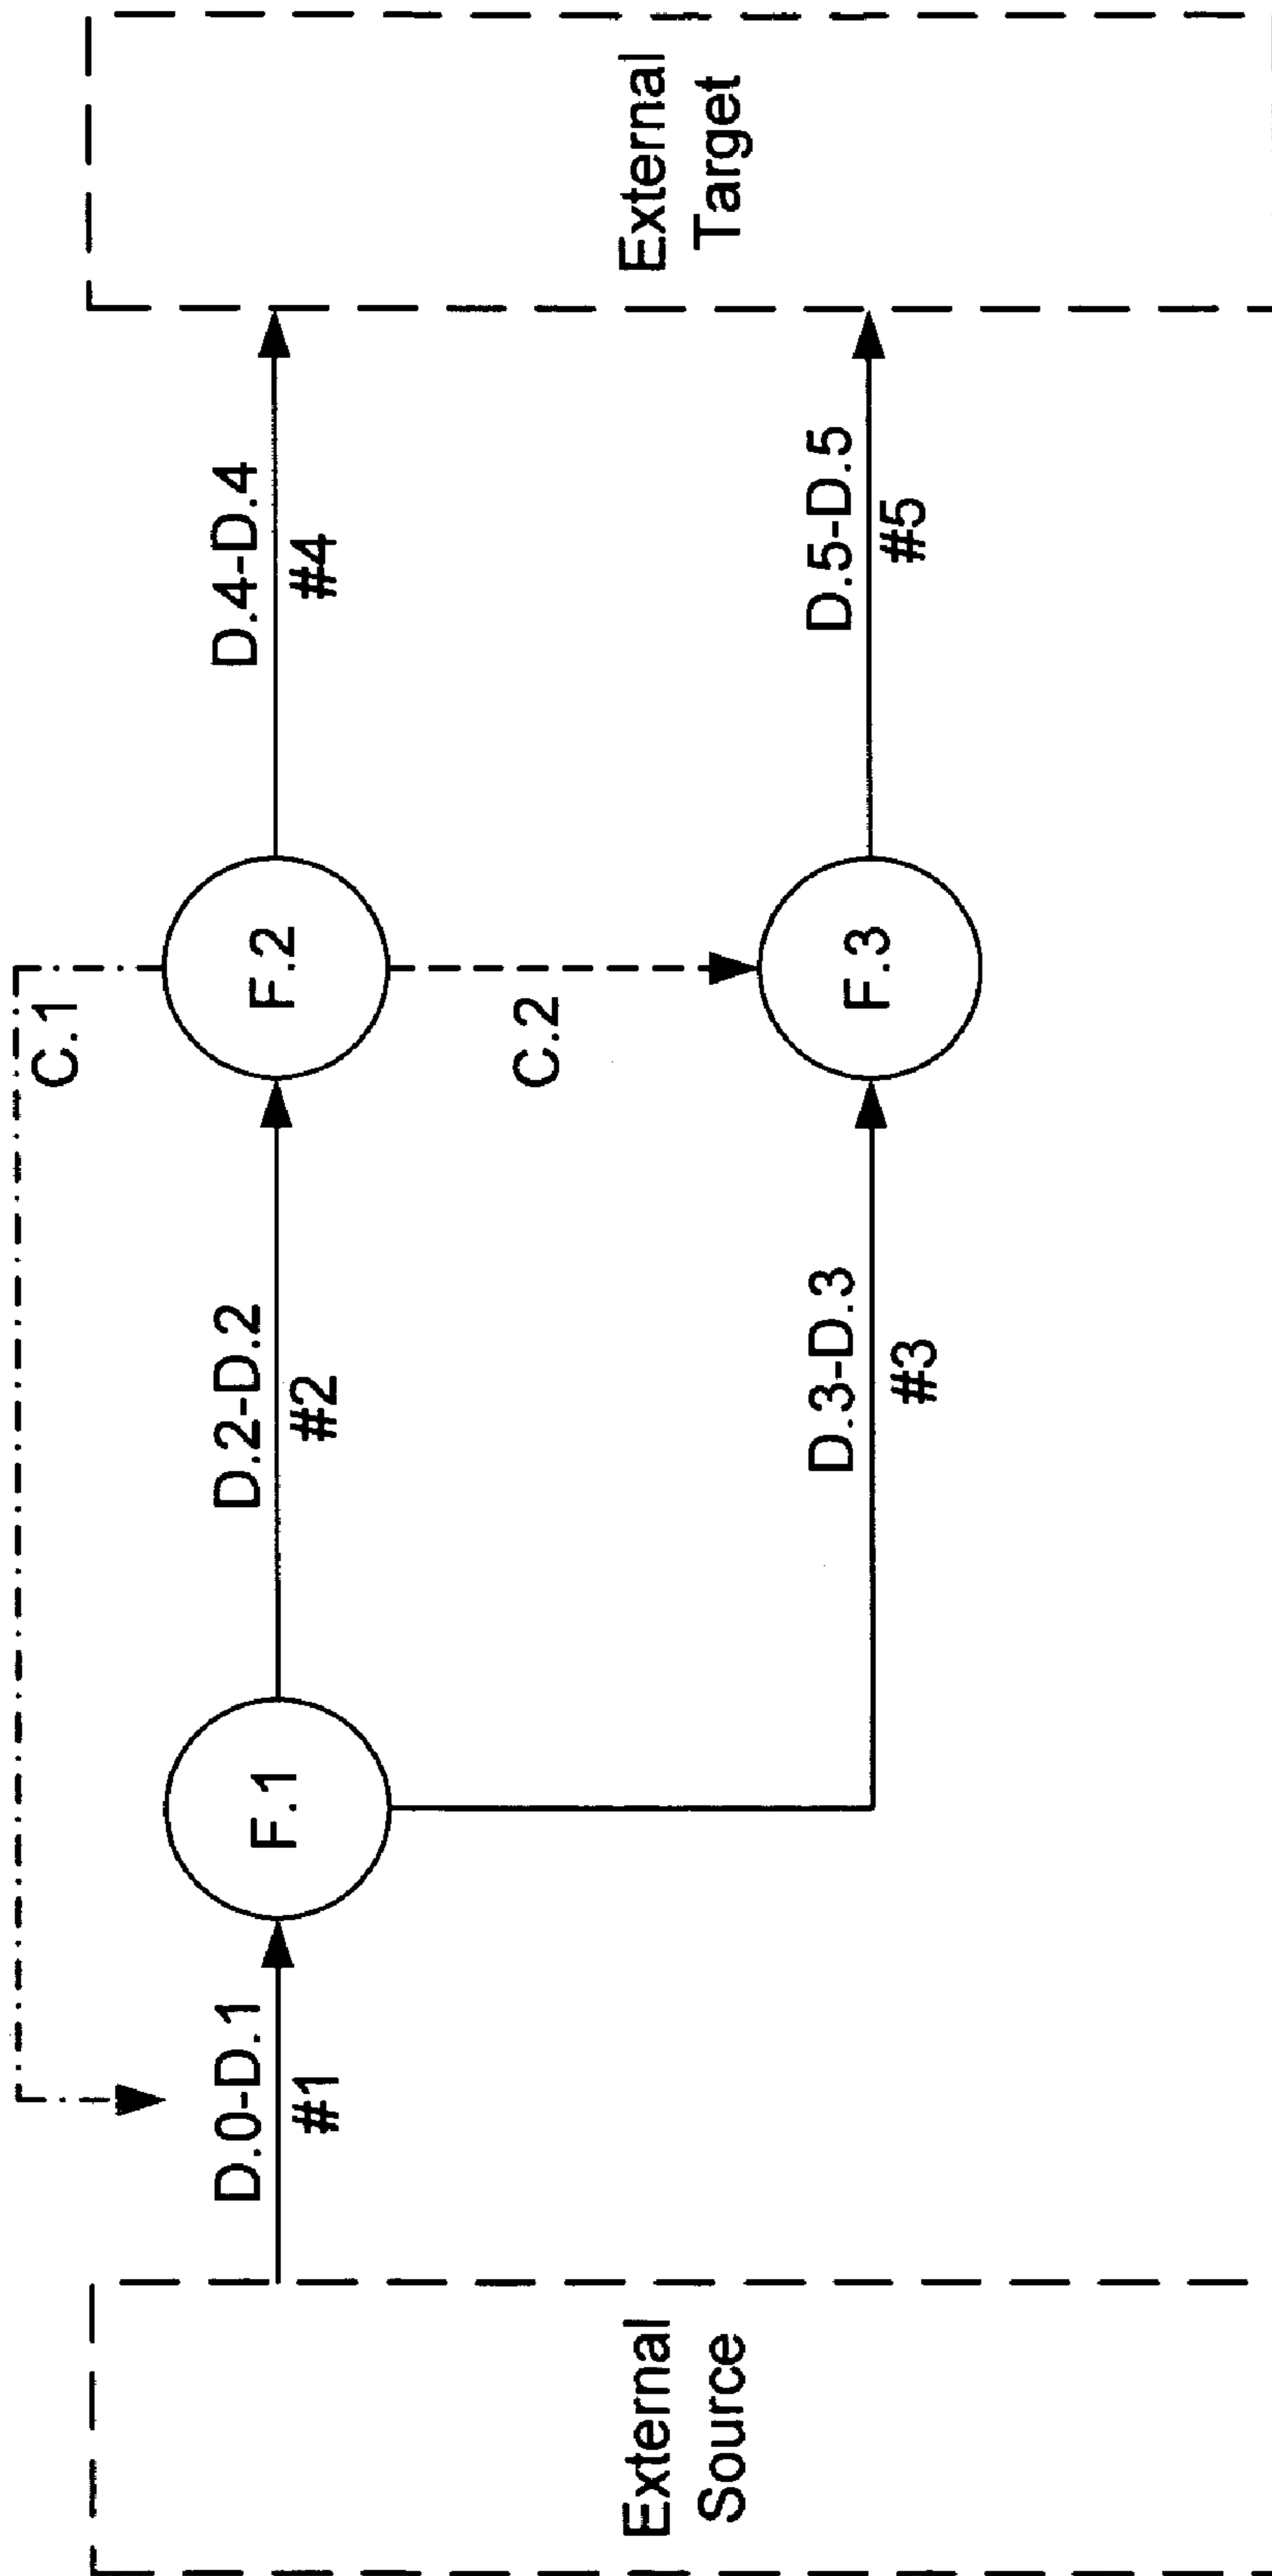 External
Source
D.0-D.1
#1
F.1
D.2-D.2
#2
D.3-D.3
#3
C.1
F.2
C.2
F.3
D.4-D.4
#4
D.5-D.5
#5
External
Target